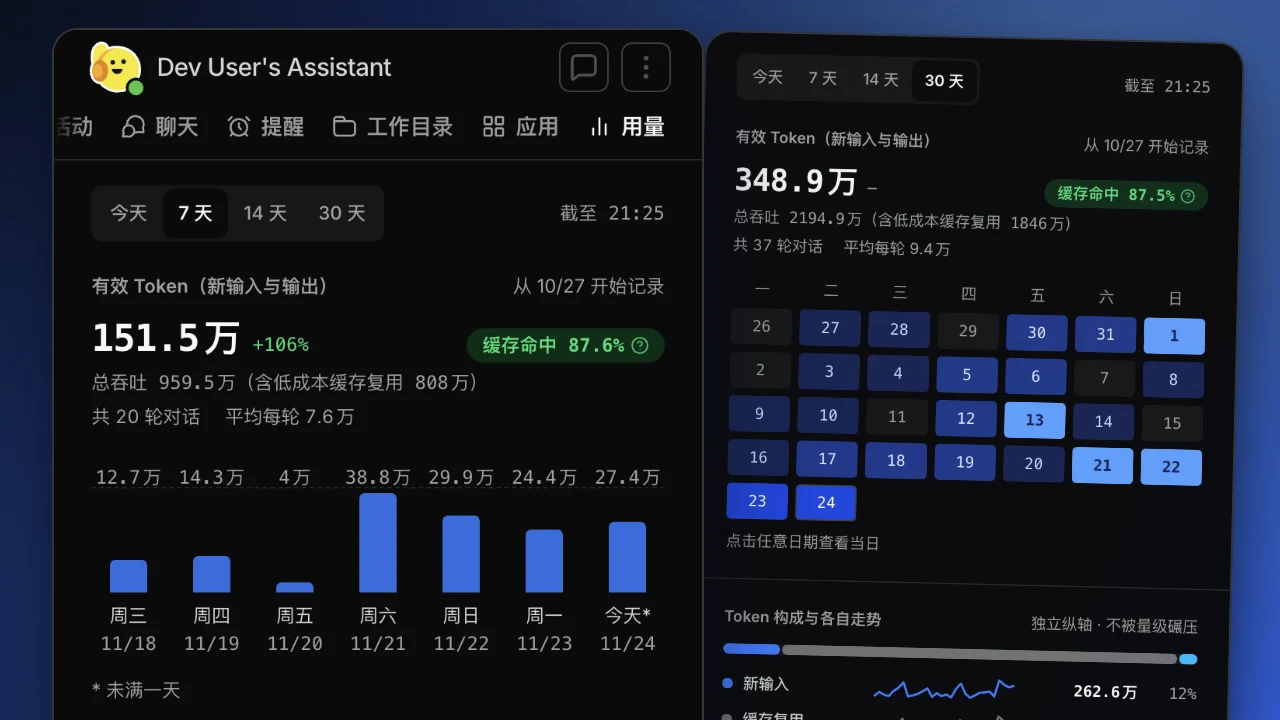 Dev User's Assistant
活动 聊天 提醒 工作目录 应用 用量
今天 7 天 14 天 30 天 截至 21:25
有效 Token（新输入与输出） 从 10/27 开始记录
151.5万 +106% 缓存命中 87.6%
总吞吐 959.5万（含低成本缓存复用 808万）
共 20 轮对话 平均每轮 7.6万
12.7万 14.3万 4万 38.8万 29.9万 24.4万 27.4万
周三 周四 周五 周六 周日 周一 今天*
11/18 11/19 11/20 11/21 11/22 11/23 11/24
* 未满一天
今天 7 天 14 天 30 天 截至 21:25
有效 Token（新输入与输出） 从 10/27 开始记录
348.9万 – 缓存命中 87.5%
总吞吐 2194.9万（含低成本缓存复用 1846万）
共 37 轮对话 平均每轮 9.4万
一 二 三 四 五 六 日
26 27 28 29 30 31 1
2 3 4 5 6 7 8
9 10 11 12 13 14 15
16 17 18 19 20 21 22
23 24
点击任意日期查看当日
Token 构成与各自走势 独立纵轴 · 不被量级碾压
新输入 262.6万 12%
缓存复用